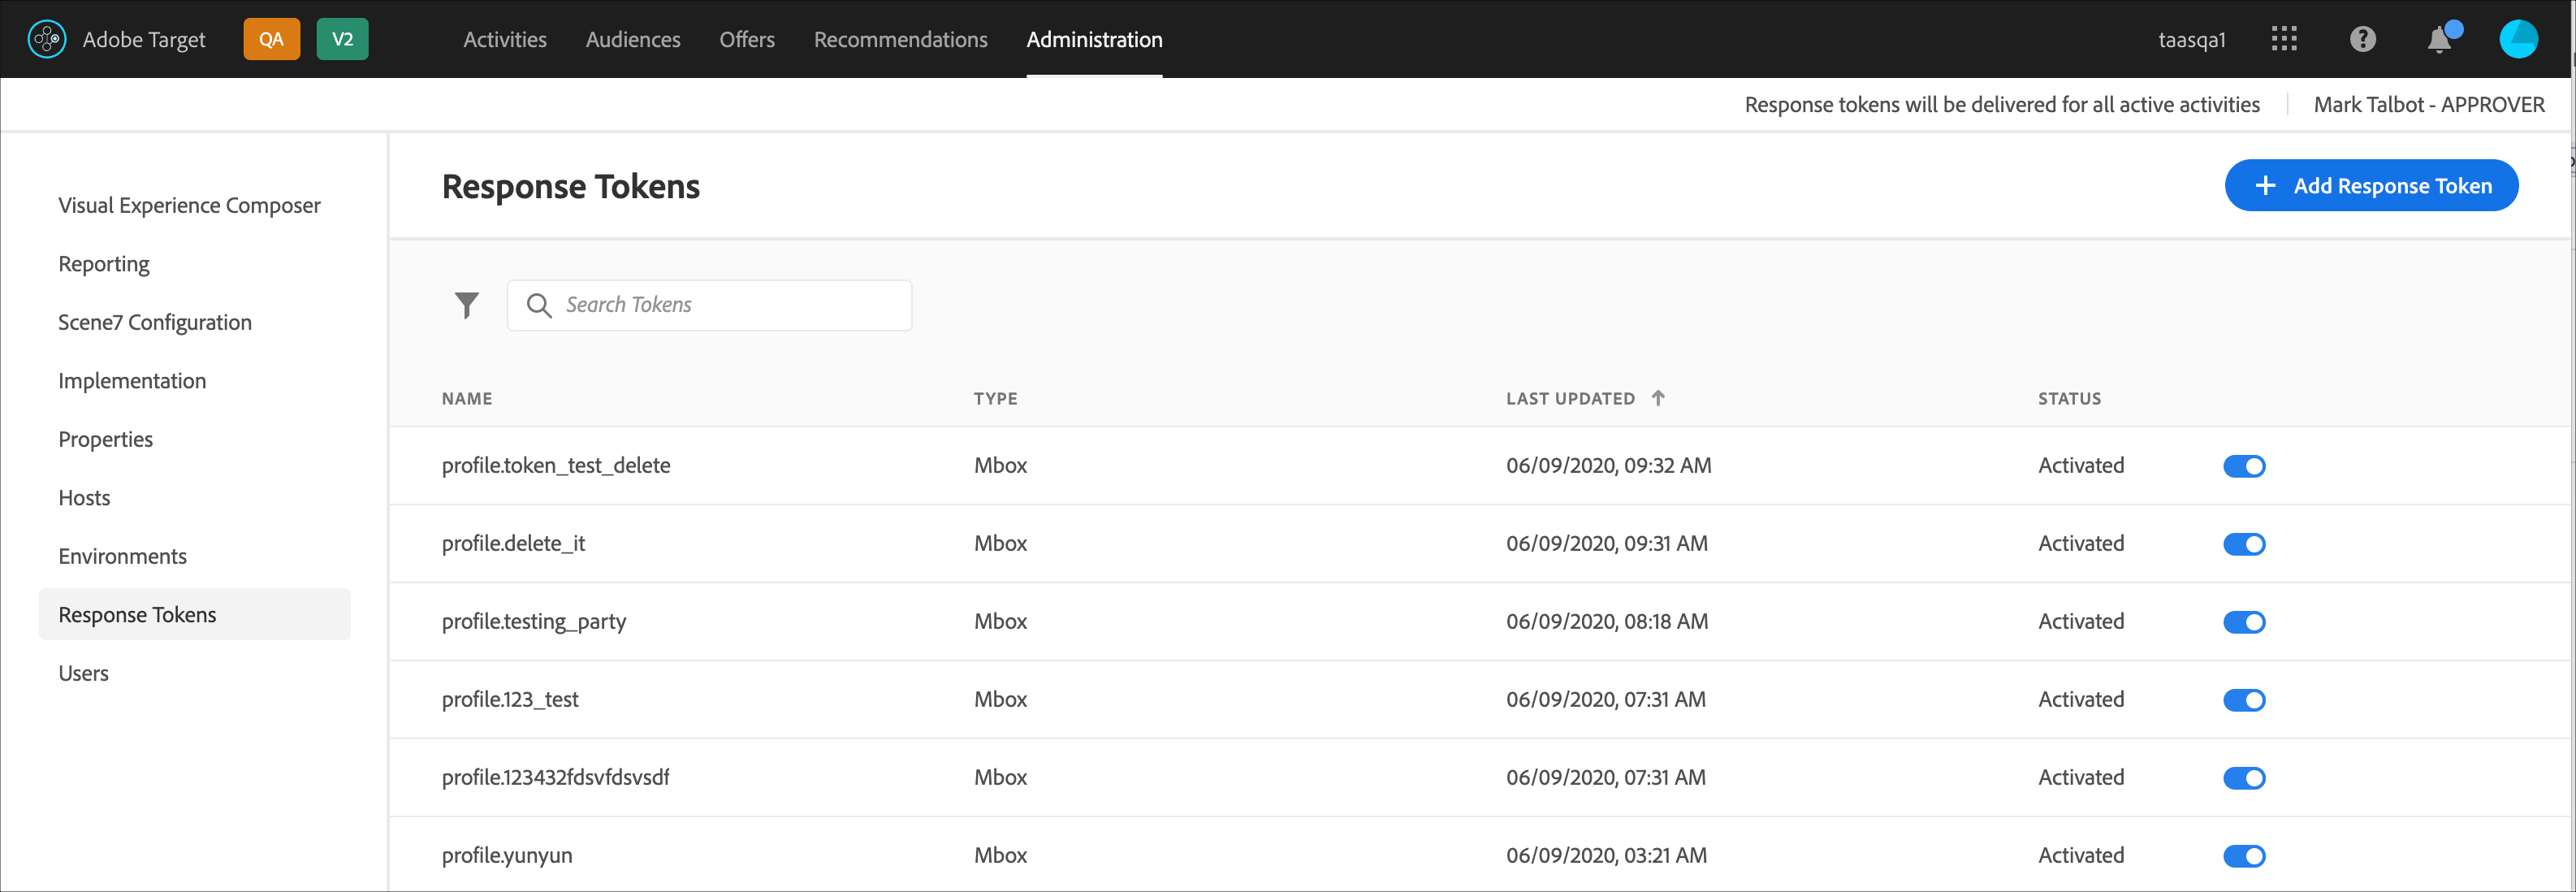 Adobe Target QA V2 Activities Audiences Offers Recommendations Administration taasqa1
Response tokens will be delivered for all active activities Mark Talbot - APPROVER
Visual Experience Composer
Reporting
Scene7 Configuration
Implementation
Properties
Hosts
Environments
Response Tokens
Users
Response Tokens
+ Add Response Token
Search Tokens
NAME TYPE LAST UPDATED STATUS
profile.token_test_delete Mbox 06/09/2020, 09:32 AM Activated
profile.delete_it Mbox 06/09/2020, 09:31 AM Activated
profile.testing_party Mbox 06/09/2020, 08:18 AM Activated
profile.123_test Mbox 06/09/2020, 07:31 AM Activated
profile.123432fdsvfdsvsdf Mbox 06/09/2020, 07:31 AM Activated
profile.yunyun Mbox 06/09/2020, 03:21 AM Activated